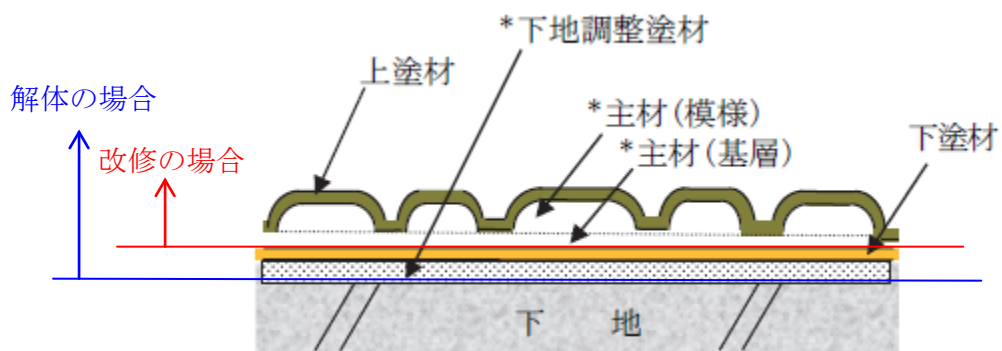 *下地調整塗材
上塗材
解体の場合
*主材(模様)
下塗材
改修の場合
*主材(基層)
下 地